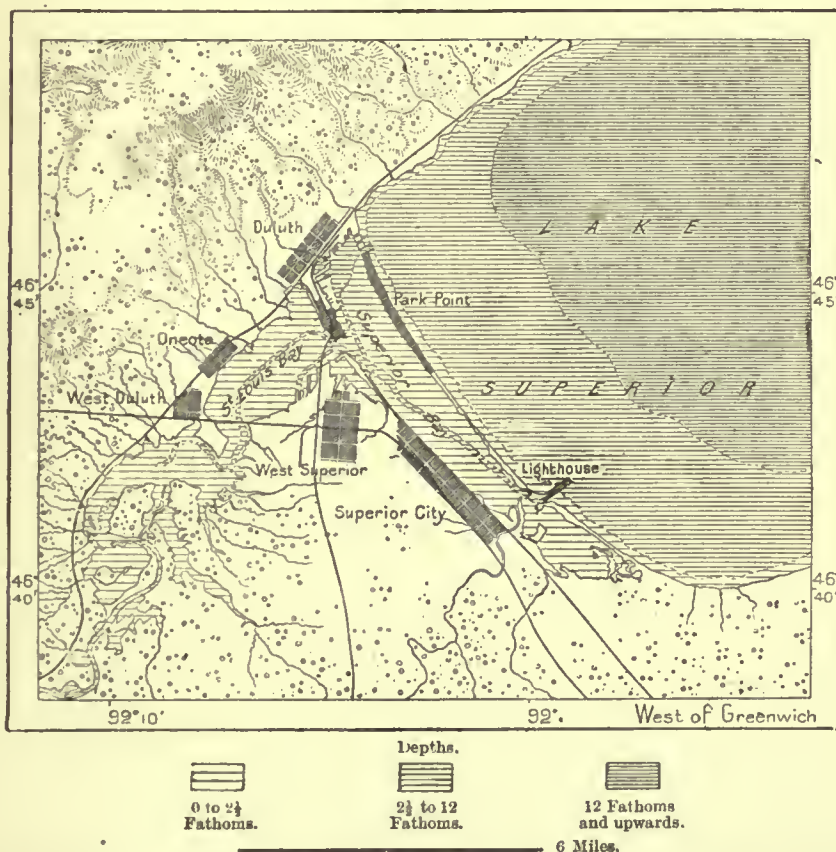 Duluth
LAKE
46° 45'
46° 45'
Park Point
Superior Bay
Oneota
St Louis Bay
SUPERIOR
West Duluth
West Superior
Lighthouse
Superior City
46° 40'
46° 40'
92° 10'
92°
West of Greenwich
Depths.
0 to 2½
Fathoms.
2½ to 12
Fathoms.
12 Fathoms
and upwards.
6 Miles.